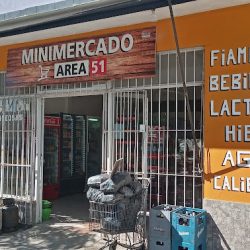 MINIMERCADO
AREA 51
FIAM
BEBI
LACT
HIE
AG
CALIE